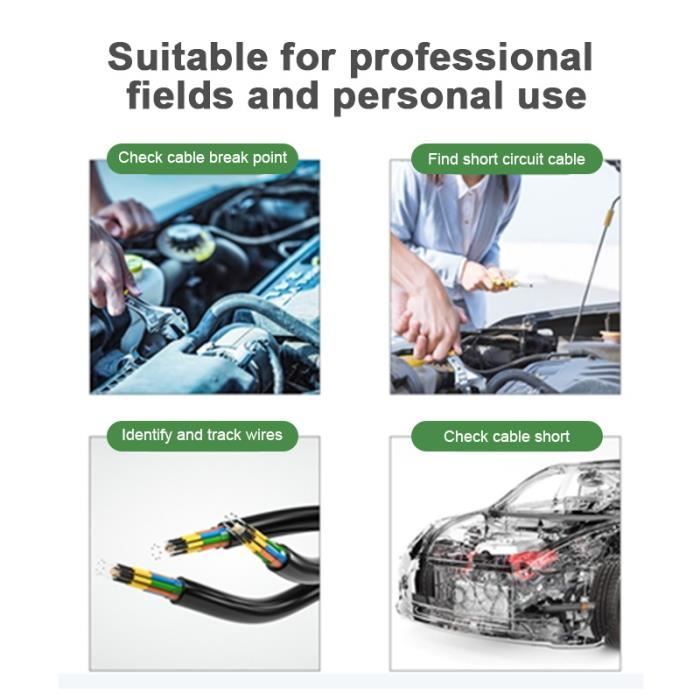 Suitable for professional
fields and personal use
Check cable break point
Find short circuit cable
Identify and track wires
Check cable short